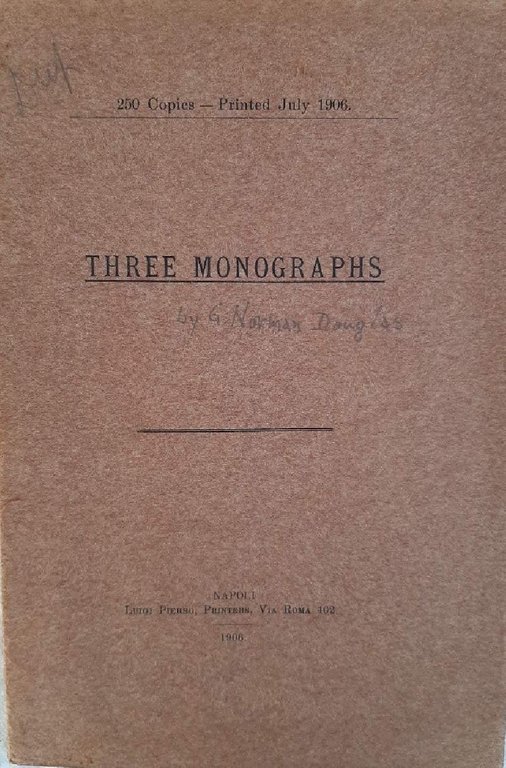 250 Copies — Printed July 1906.
THREE MONOGRAPHS
by G Norman Douglas
NAPOLI
LUIGI PIERRO, PRINTERS, VIA ROMA 402
1906